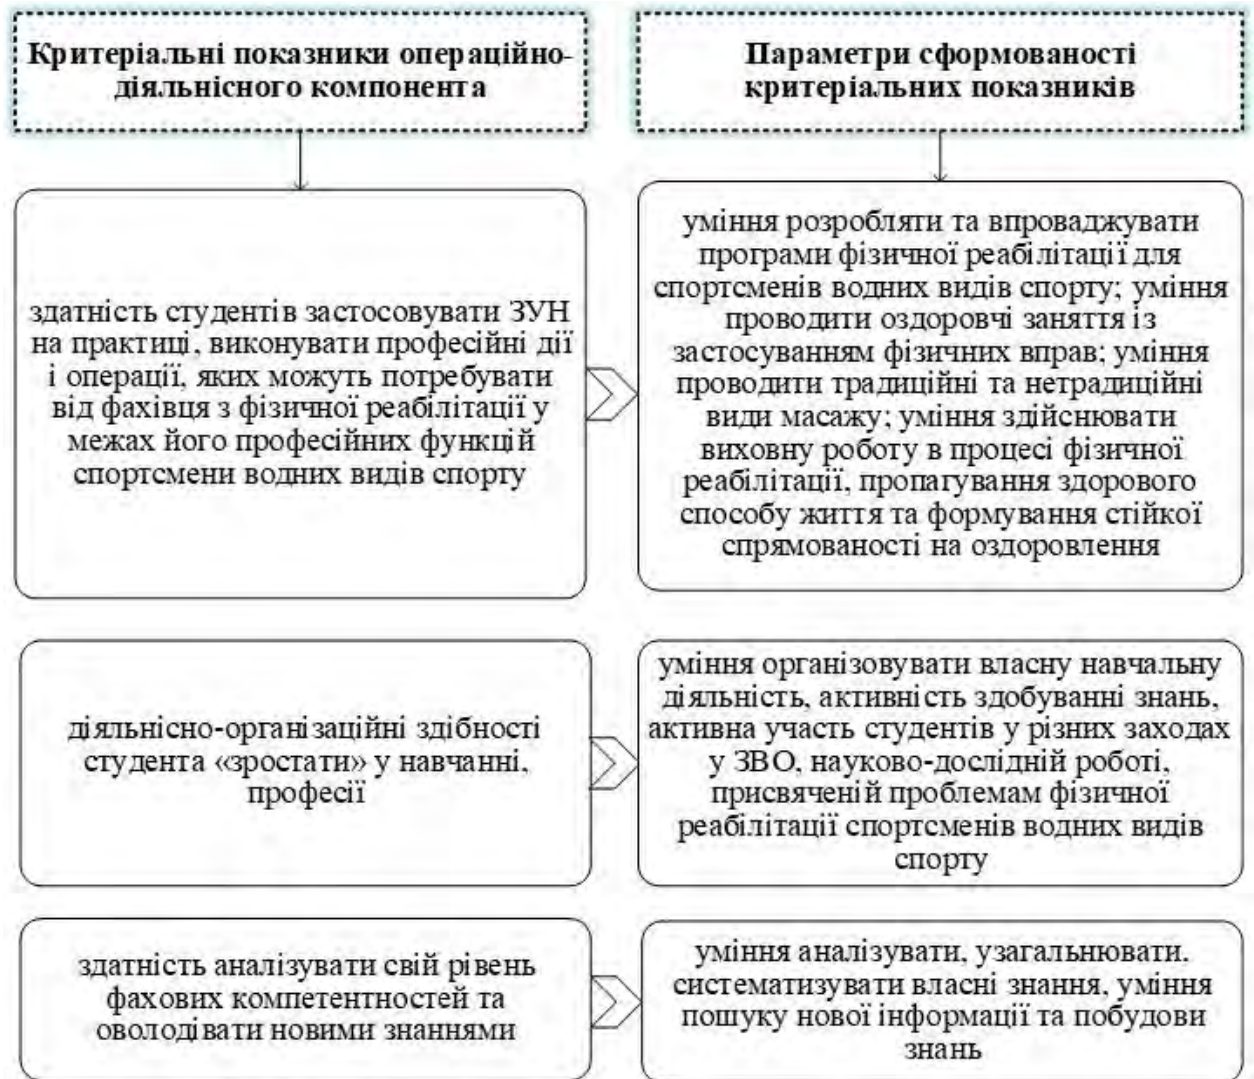 Критеріальні показники операційно-
діяльнісного компонента
Параметри сформованості
критеріальних показників
здатність студентів застосовувати ЗУН
на практиці, виконувати професійні дії
і операції, яких можуть потребувати
від фахівця з фізичної реабілітації у
межах його професійних функцій
спортсмени водних видів спорту
уміння розробляти та впроваджувати
програми фізичної реабілітації для
спортсменів водних видів спорту; уміння
проводити оздоровчі заняття із
застосуванням фізичних вправ; уміння
проводити традиційні та нетрадиційні
види масажу; уміння здійснювати
виховну роботу в процесі фізичної
реабілітації, пропагування здорового
способу життя та формування стійкої
спрямованості на оздоровлення
діяльнісно-організаційні здібності
студента «зростати» у навчанні,
професії
уміння організовувати власну навчальну
діяльність, активність здобуванні знань,
активна участь студентів у різних заходах
у ЗВО, науково-дослідній роботі,
присвяченій проблемам фізичної
реабілітації спортсменів водних видів
спорту
здатність аналізувати свій рівень
фахових компетентностей та
оволодівати новими знаннями
уміння аналізувати, узагальнювати.
систематизувати власні знання, уміння
пошуку нової інформації та побудови
знань